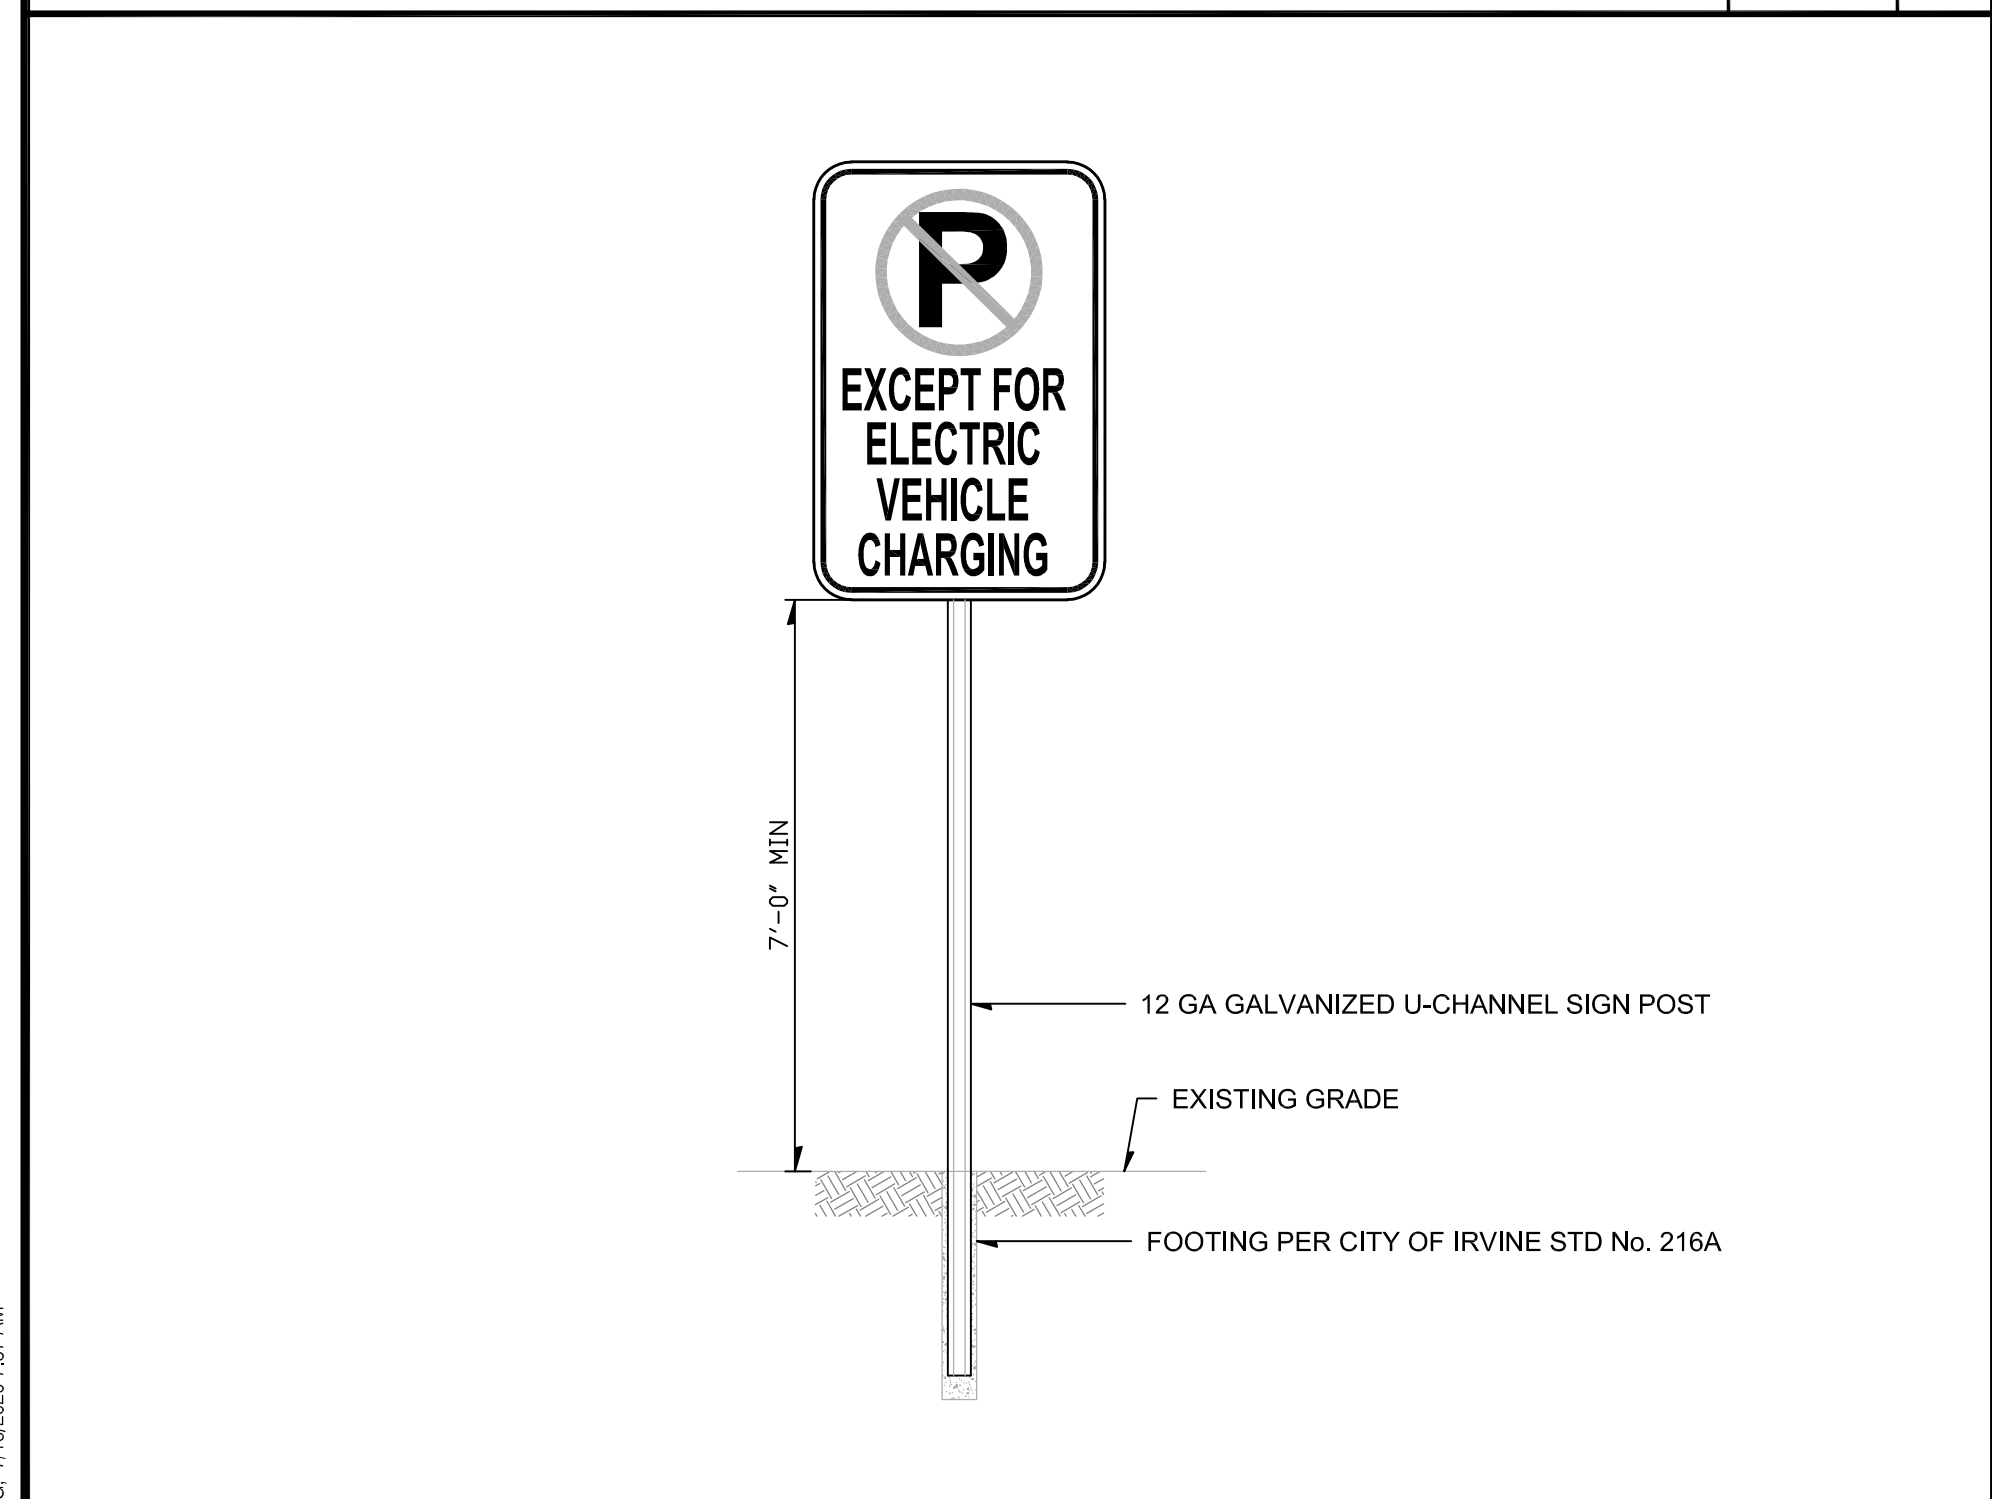 P
EXCEPT FOR
ELECTRIC
VEHICLE
CHARGING
7'-0" MIN
12 GA GALVANIZED U-CHANNEL SIGN POST
EXISTING GRADE
FOOTING PER CITY OF IRVINE STD No. 216A